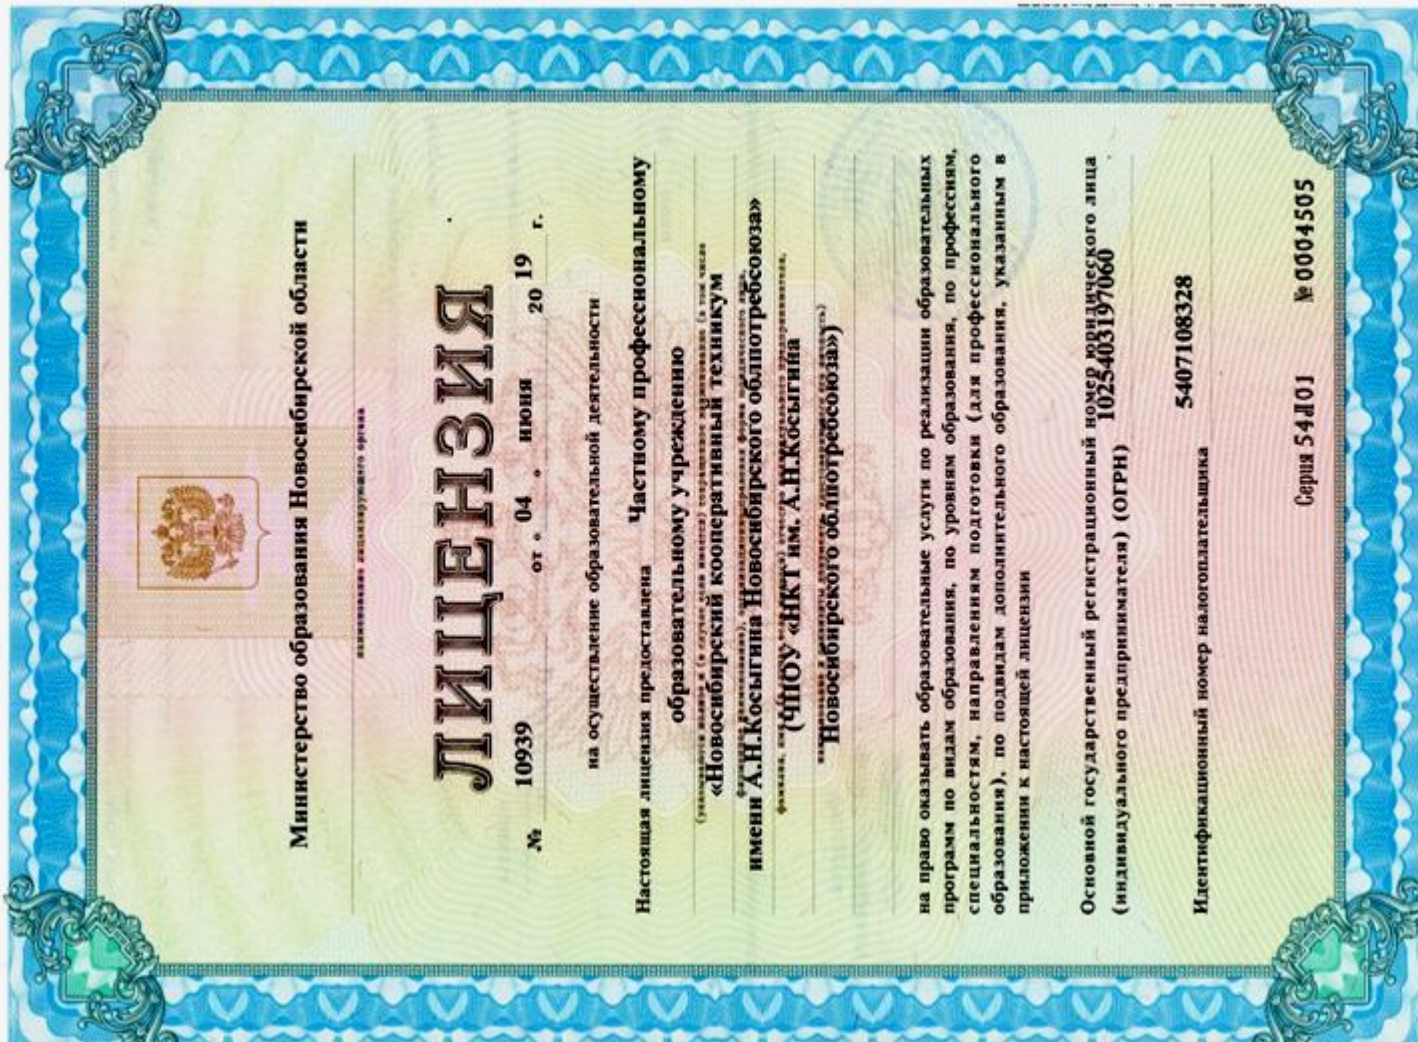 Министерство образования Новосибирской области
наименование лицензирующего органа
ЛИЦЕНЗИЯ
№ 10939 от « 04 » июня 20 19 г.
на осуществление образовательной деятельности
Настоящая лицензия предоставлена Частному профессиональному
образовательному учреждению
«Новосибирский кооперативный техникум
имени А.Н.Косыгина Новосибирского облпотребсоюза»
(ЧПОУ «НКТ им. А.Н.Косыгина
Новосибирского облпотребсоюза»)
на право оказывать образовательные услуги по реализации образовательных
программ по видам образования, по уровням образования, по профессиям,
специальностям, направлениям подготовки (для профессионального
образования), по подвидам дополнительного образования, указанным в
приложении к настоящей лицензии
Основной государственный регистрационный номер юридического лица
(индивидуального предпринимателя) (ОГРН) 1025403197060
Идентификационный номер налогоплательщика 5407108328
Серия 54Л01 № 0004505